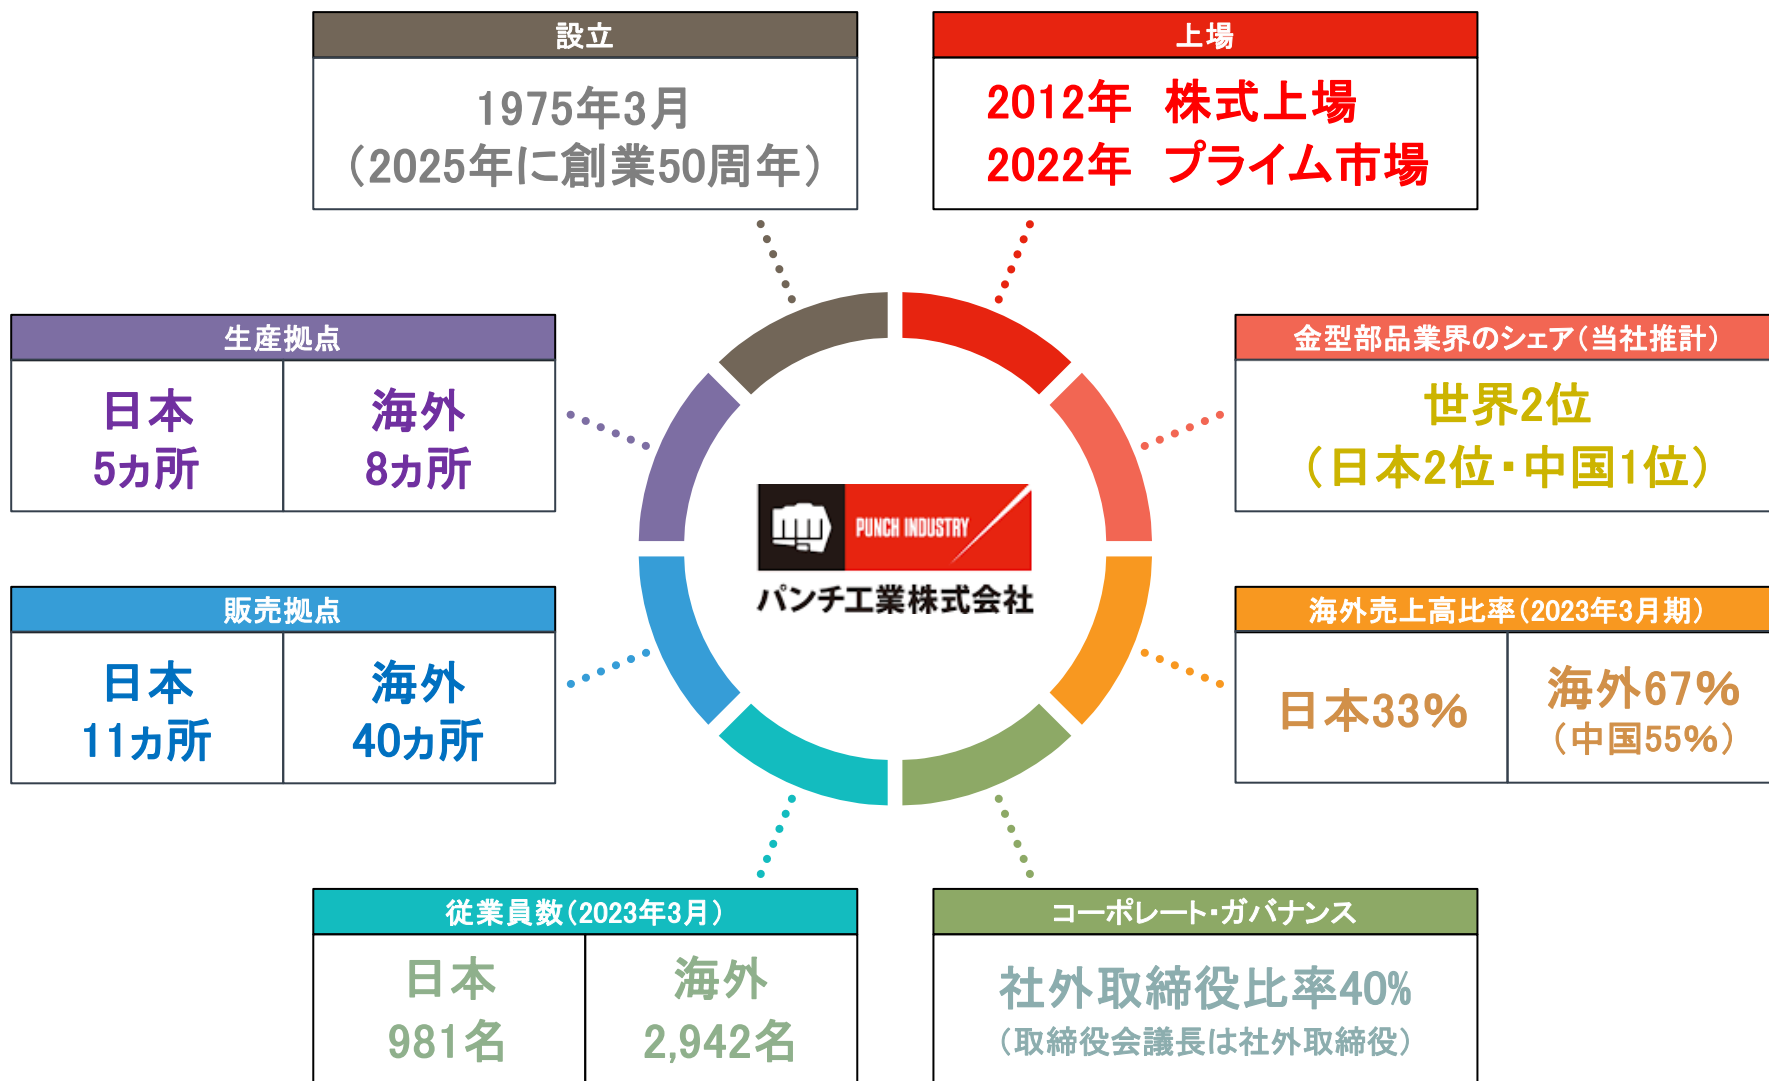 設立
1975年3月
（2025年に創業50周年）
上場
2012年　株式上場
2022年　プライム市場
生産拠点
日本
5ヵ所
海外
8ヵ所
金型部品業界のシェア（当社推計）
世界2位
（日本2位・中国1位）
PUNCH INDUSTRY
パンチ工業株式会社
販売拠点
日本
11ヵ所
海外
40ヵ所
海外売上高比率（2023年3月期）
日本33%
海外67%
（中国55%）
従業員数（2023年3月）
日本
981名
海外
2,942名
コーポレート・ガバナンス
社外取締役比率40%
（取締役会議長は社外取締役）